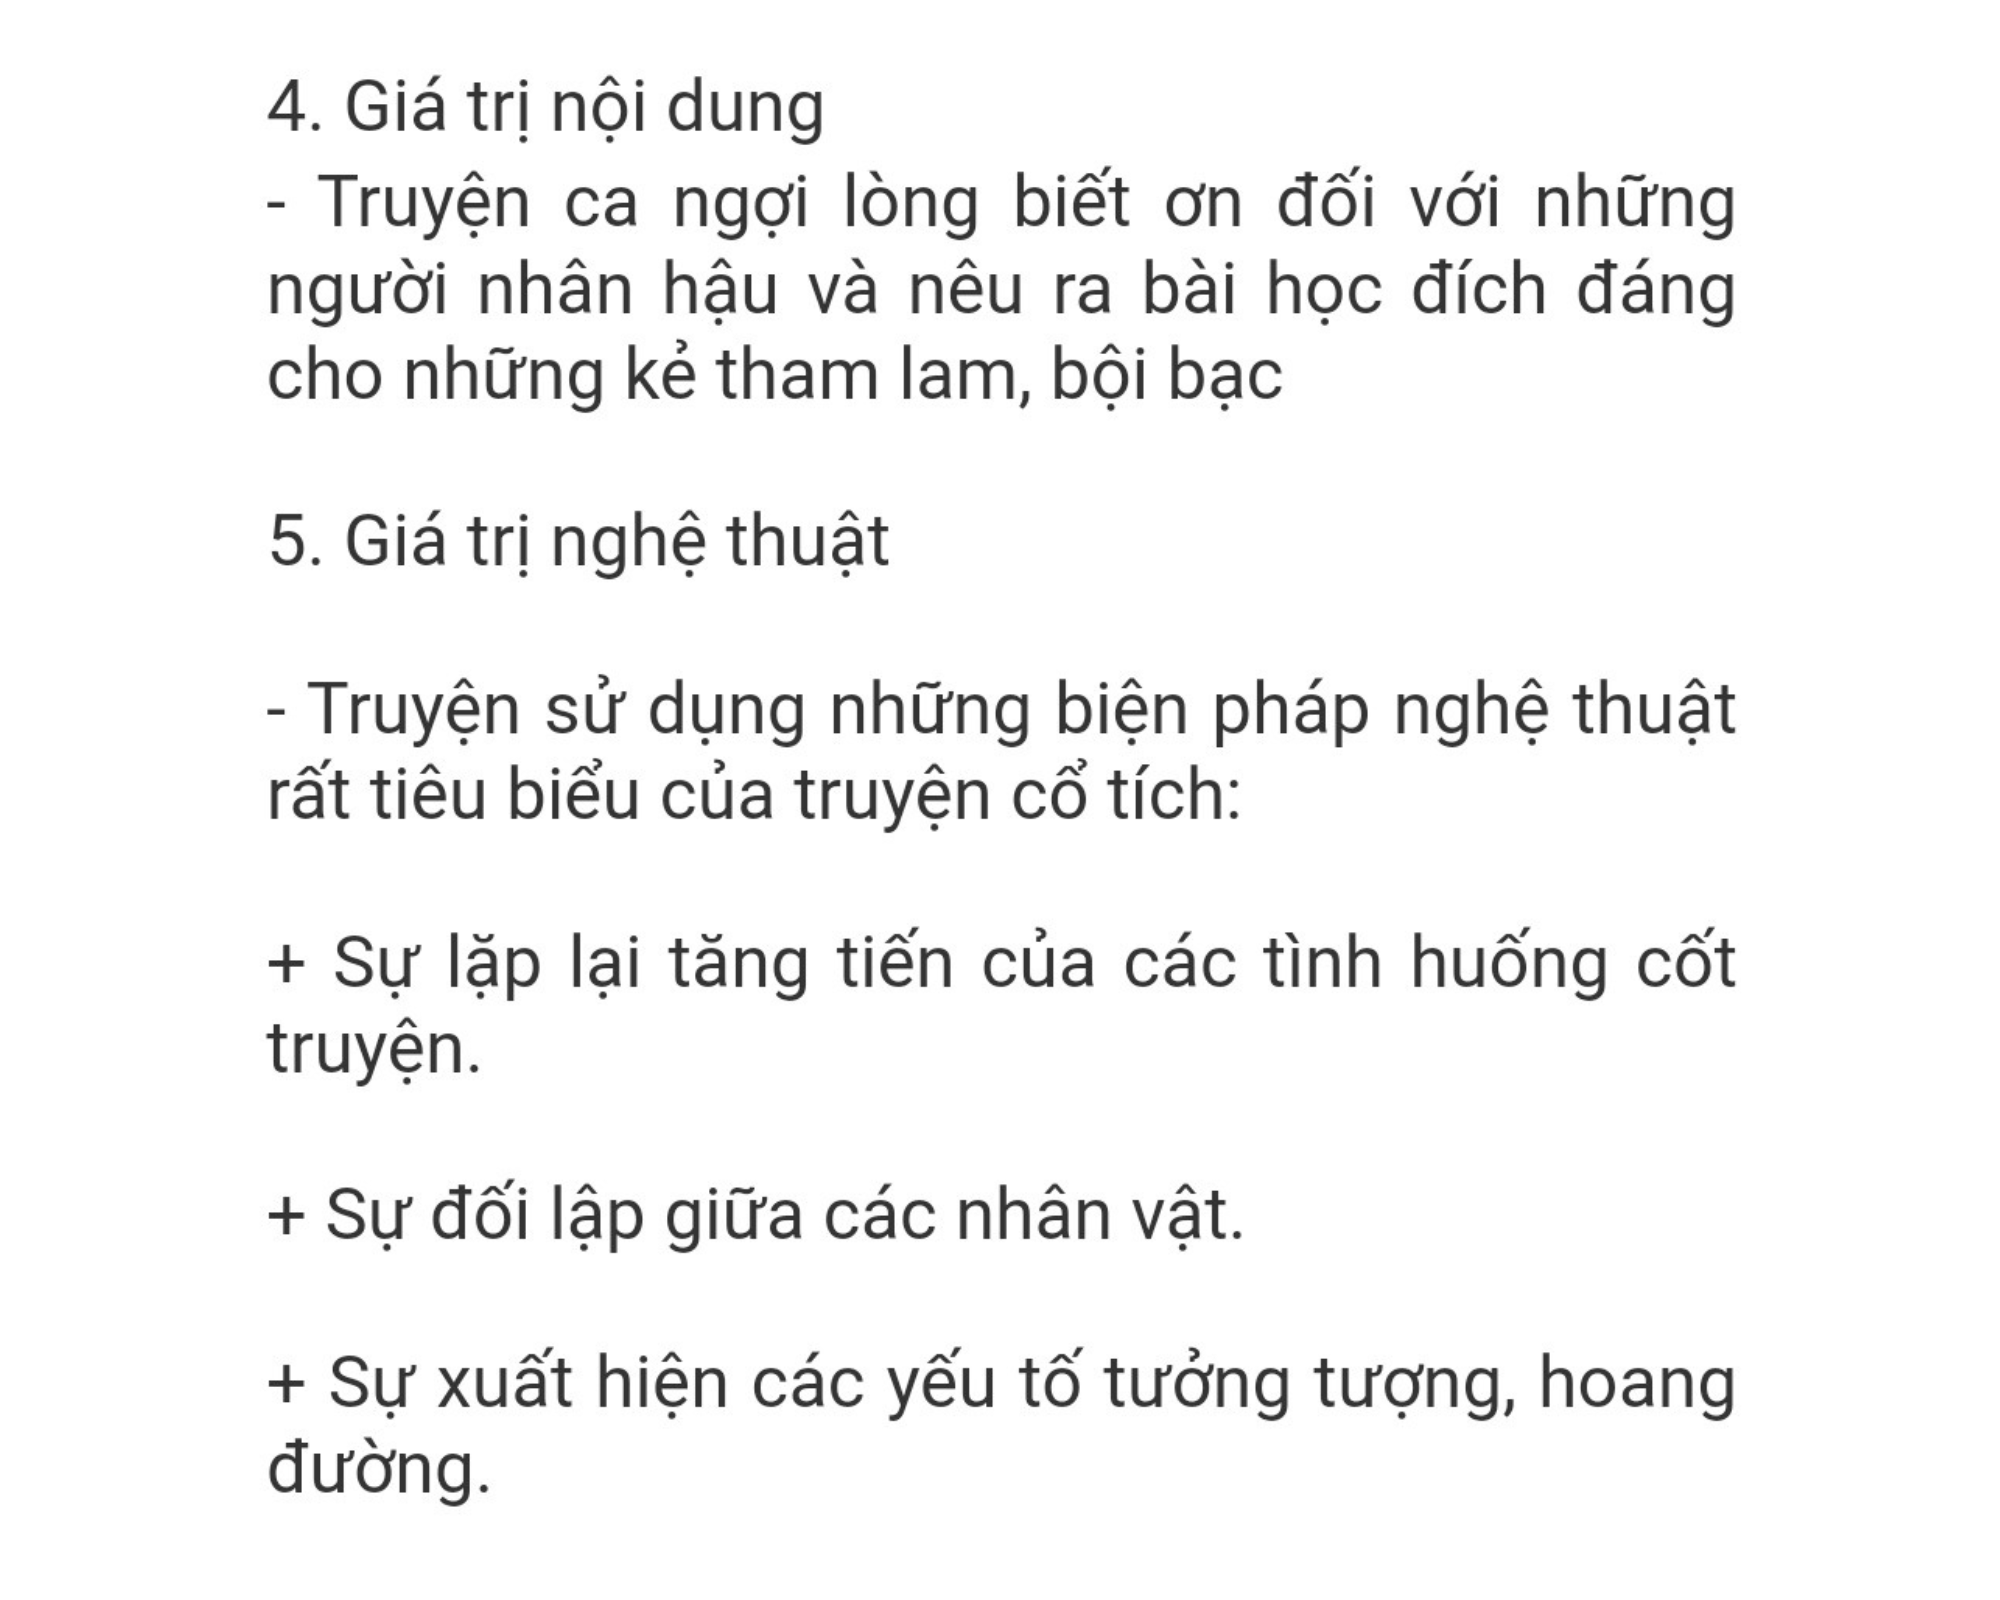 4. Giá trị nội dung
- Truyện ca ngợi lòng biết ơn đối với những
người nhân hậu và nêu ra bài học đích đáng
cho những kẻ tham lam, bội bạc
5. Giá trị nghệ thuật
- Truyện sử dụng những biện pháp nghệ thuật
rất tiêu biểu của truyện cổ tích:
+ Sự lặp lại tăng tiến của các tình huống cốt
truyện.
+ Sự đối lập giữa các nhân vật.
+ Sự xuất hiện các yếu tố tưởng tượng, hoang
đường.